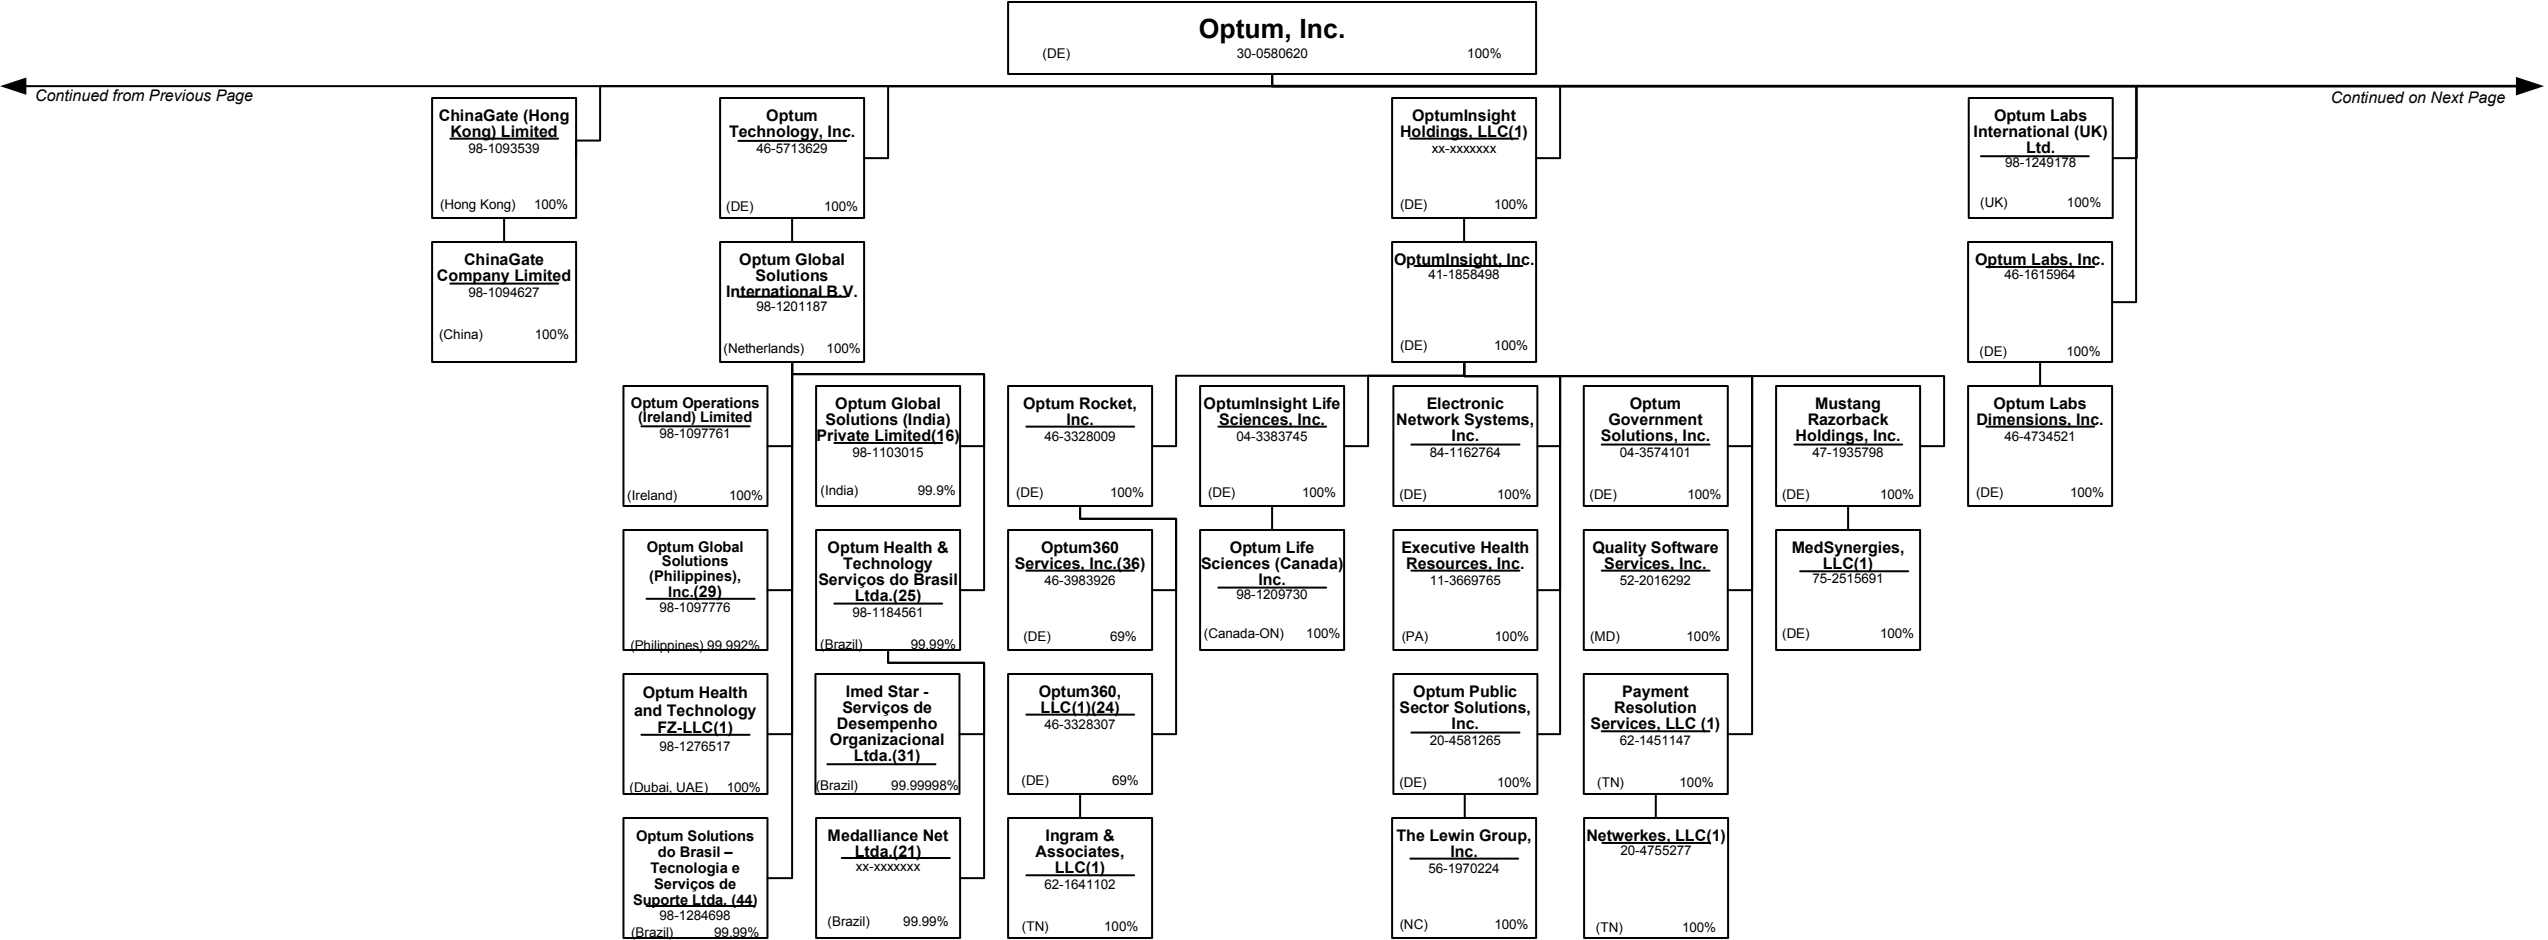 Optum, Inc.
(DE) 30-0580620 100%
Continued from Previous Page
Continued on Next Page
ChinaGate (Hong
Kong) Limited
98-1093539
(Hong Kong) 100%
ChinaGate
Company Limited
98-1094627
(China) 100%
Optum
Technology, Inc.
46-5713629
(DE) 100%
Optum Global
Solutions
International B.V.
98-1201187
(Netherlands) 100%
Optum Operations
(Ireland) Limited
98-1097761
(Ireland) 100%
Optum Global
Solutions
(Philippines),
Inc.(29)
98-1097776
(Philippines) 99.992%
Optum Health
and Technology
FZ-LLC(1)
98-1276517
(Dubai, UAE) 100%
Optum Solutions
do Brasil –
Tecnologia e
Serviços de
Suporte Ltda. (44)
98-1284698
(Brazil) 99.99%
Optum Global
Solutions (India)
Private Limited(16)
98-1103015
(India) 99.9%
Optum Health &
Technology
Serviços do Brasil
Ltda.(25)
98-1184561
(Brazil) 99.99%
Imed Star -
Serviços de
Desempenho
Organizacional
Ltda.(31)
(Brazil) 99.99998%
Medalliance Net
Ltda.(21)
xx-xxxxxxx
(Brazil) 99.99%
OptumInsight
Holdings, LLC(1)
xx-xxxxxxx
(DE) 100%
OptumInsight, Inc.
41-1858498
(DE) 100%
Optum Rocket,
Inc.
46-3328009
(DE) 100%
Optum360
Services, Inc.(36)
46-3983926
(DE) 69%
Optum360,
LLC(1)(24)
46-3328307
(DE) 69%
Ingram &
Associates,
LLC(1)
62-1641102
(TN) 100%
OptumInsight Life
Sciences, Inc.
04-3383745
(DE) 100%
Optum Life
Sciences (Canada)
Inc.
98-1209730
(Canada-ON) 100%
Electronic
Network Systems,
Inc.
84-1162764
(DE) 100%
Executive Health
Resources, Inc.
11-3669765
(PA) 100%
Optum Public
Sector Solutions,
Inc.
20-4581265
(DE) 100%
The Lewin Group,
Inc.
56-1970224
(NC) 100%
Optum
Government
Solutions, Inc.
04-3574101
(DE) 100%
Quality Software
Services, Inc.
52-2016292
(MD) 100%
Payment
Resolution
Services, LLC (1)
62-1451147
(TN) 100%
Netwerkes, LLC(1)
20-4755277
(TN) 100%
Mustang
Razorback
Holdings, Inc.
47-1935798
(DE) 100%
MedSynergies,
LLC(1)
75-2515691
(DE) 100%
Optum Labs
International (UK)
Ltd.
98-1249178
(UK) 100%
Optum Labs, Inc.
46-1615964
(DE) 100%
Optum Labs
Dimensions, Inc.
46-4734521
(DE) 100%